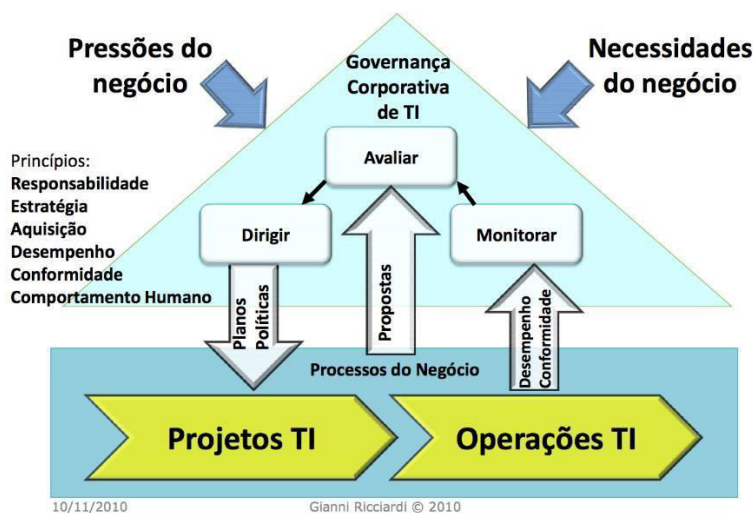 Pressões do
negócio
Necessidades
do negócio
Governança
Corporativa
de TI
Avaliar
Princípios:
Responsabilidade
Estratégia
Aquisição
Desempenho
Conformidade
Comportamento Humano
Dirigir
Monitorar
Planos
Políticas
Propostas
Desempenho
Conformidade
Processos do Negócio
Projetos TI
Operações TI
10/11/2010
Gianni Ricciardi © 2010